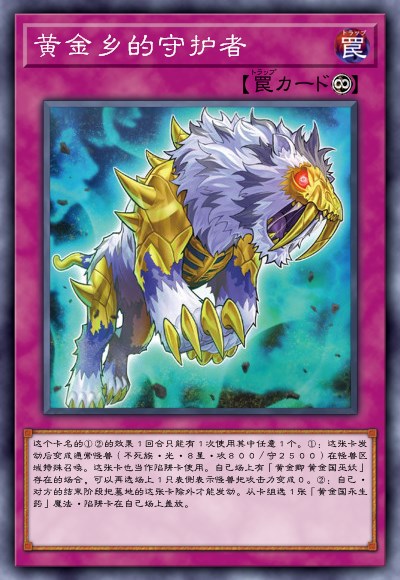 黄金乡的守护者
トラップ
罠
トラップ
【罠カード】
这个卡名的①②的效果1回合只能有1次使用其中任意1个。①：这张卡发
动后变成通常怪兽（不死族·光·8星·攻800/守2500）在怪兽区
域特殊召唤。这张卡也当作陷阱卡使用。自己场上有「黄金卿 黄金国巫妖」
存在的场合，可以再选场上1只表侧表示怪兽把攻击力变成0。②：自己·
对方的结束阶段把墓地的这张卡除外才能发动。从卡组选1张「黄金国永生
药」魔法·陷阱卡在自己场上盖放。